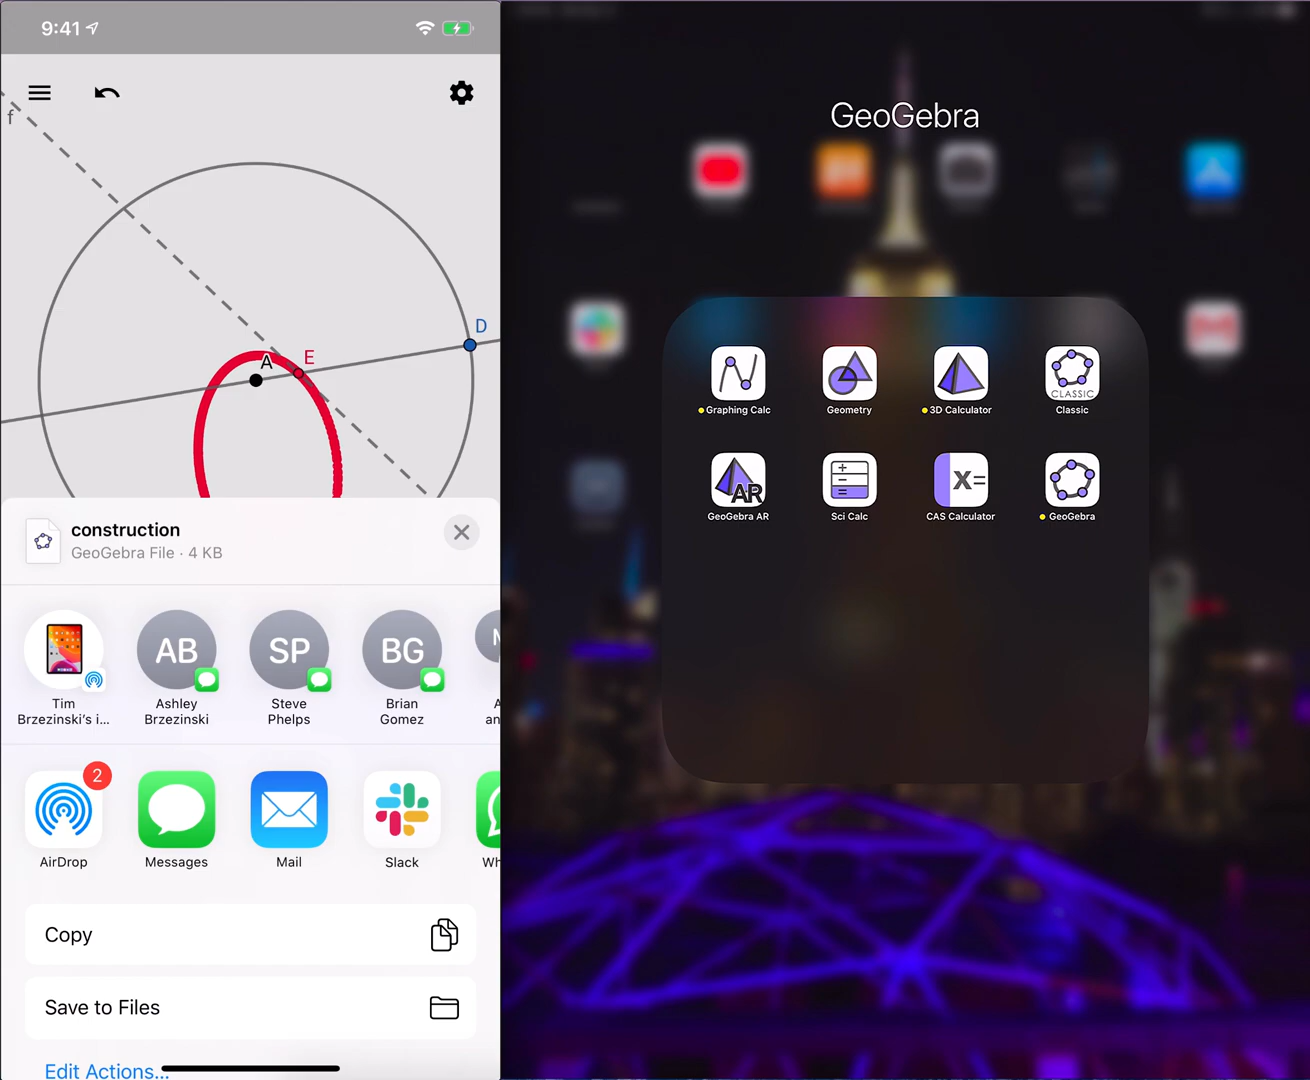 9:41
f
D
A
E
construction
GeoGebra File · 4 KB
AB
SP
BG
Tim
Brzezinski's i...
Ashley
Brzezinski
Steve
Phelps
Brian
Gomez
A
an
2
AirDrop
Messages
Mail
Slack
Wh
Copy
Save to Files
Edit Actions...
GeoGebra
CLASSIC
Graphing Calc
Geometry
3D Calculator
Classic
AR
X=
GeoGebra AR
Sci Calc
CAS Calculator
GeoGebra